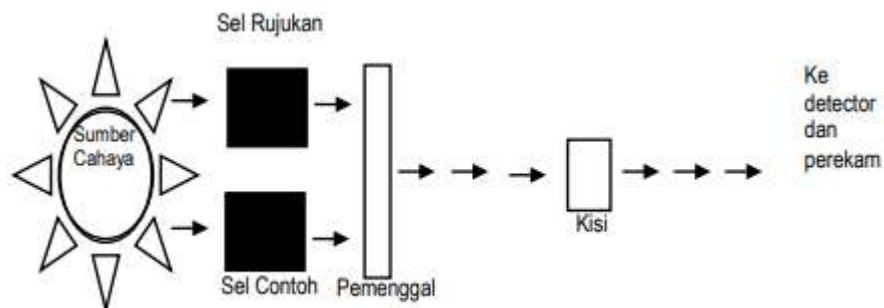 Sel Rujukan
Sumber
Cahaya
Ke
detector
dan
perekam
Kisi
Sel Contoh
Pemenggal